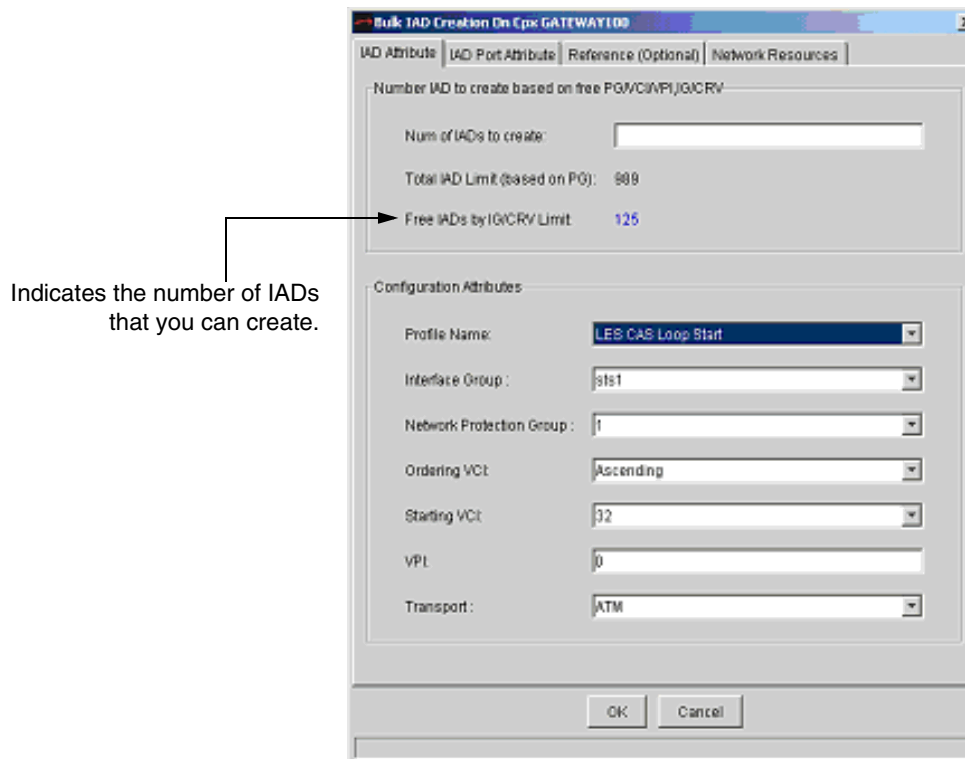 Bulk IAD Creation On Cpx GATEWAY100
IAD Attribute IAD Port Attribute Reference (Optional) Network Resources
Number IAD to create based on free PG/VCI/VPI,IG/CRV
Num of IADs to create:
Total IAD Limit (based on PG): 989
Free IADs by IG/CRV Limit: 125
Indicates the number of IADs
that you can create.
Configuration Attributes
Profile Name: LES CAS Loop Start
Interface Group : sts1
Network Protection Group : 1
Ordering VCI: Ascending
Starting VCI: 32
VPI: 0
Transport : ATM
OK Cancel